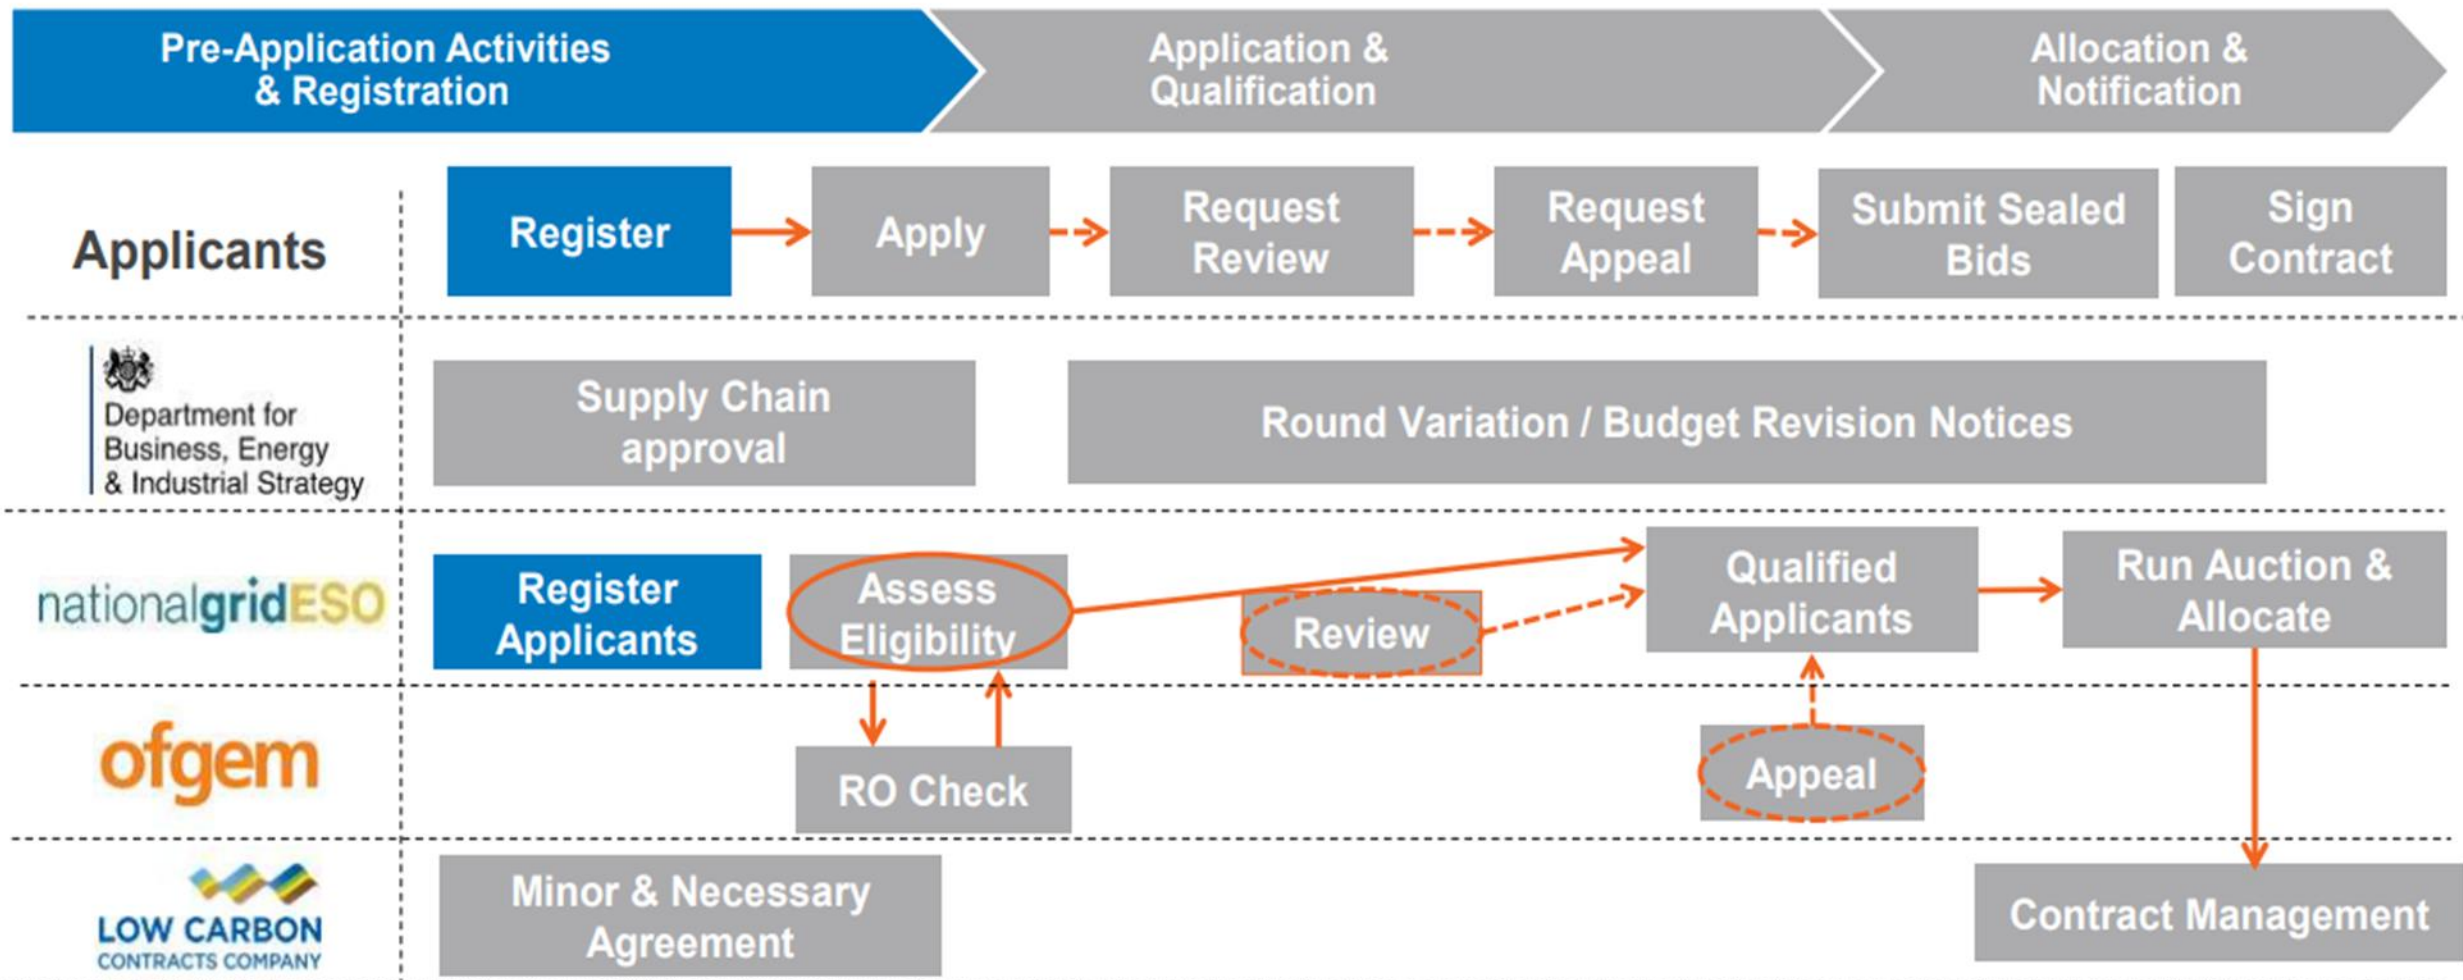 Pre-Application Activities
& Registration
Application &
Qualification
Allocation &
Notification
Applicants
Register
Apply
Request
Review
Request
Appeal
Submit Sealed
Bids
Sign
Contract
Department for
Business, Energy
& Industrial Strategy
Supply Chain
approval
Round Variation / Budget Revision Notices
nationalgridESO
Register
Applicants
Assess
Eligibility
Review
Qualified
Applicants
Run Auction &
Allocate
ofgem
RO Check
Appeal
LOW CARBON
CONTRACTS COMPANY
Minor & Necessary
Agreement
Contract Management